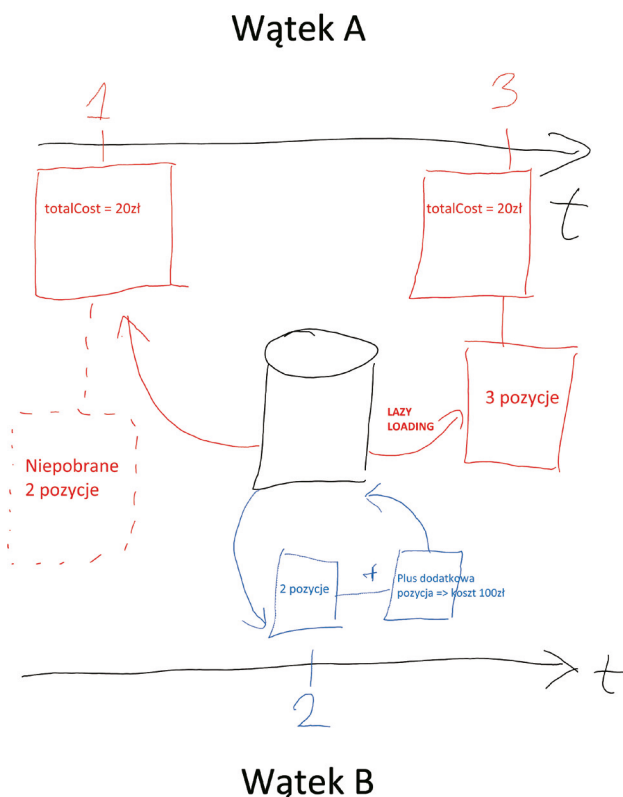 Wątek A
1
3
t
totalCost = 20zł
totalCost = 20zł
LAZY
LOADING
3 pozycje
Niepobrane
2 pozycje
2 pozycje
+
Plus dodatkowa
pozycja => koszt 100zł
t
2
Wątek B